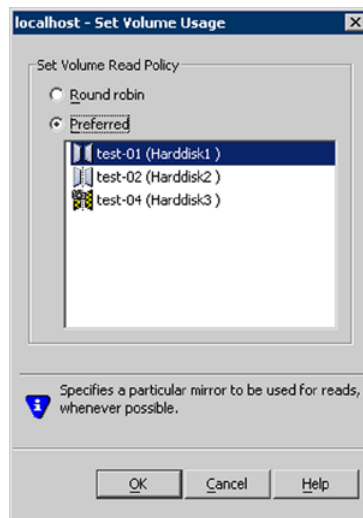 localhost - Set Volume Usage
Set Volume Read Policy
Round robin
Preferred
test-01 (Harddisk1 )
test-02 (Harddisk2 )
test-04 (Harddisk3 )
Specifies a particular mirror to be used for reads,
whenever possible.
OK Cancel Help